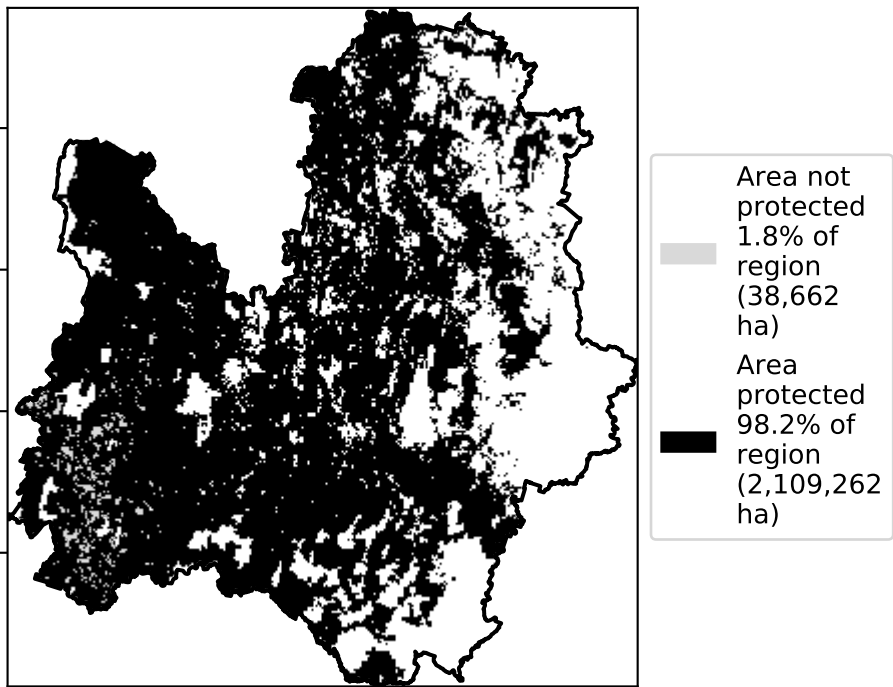 Area not
protected
1.8% of
region
(38,662
ha)
Area
protected
98.2% of
region
(2,109,262
ha)